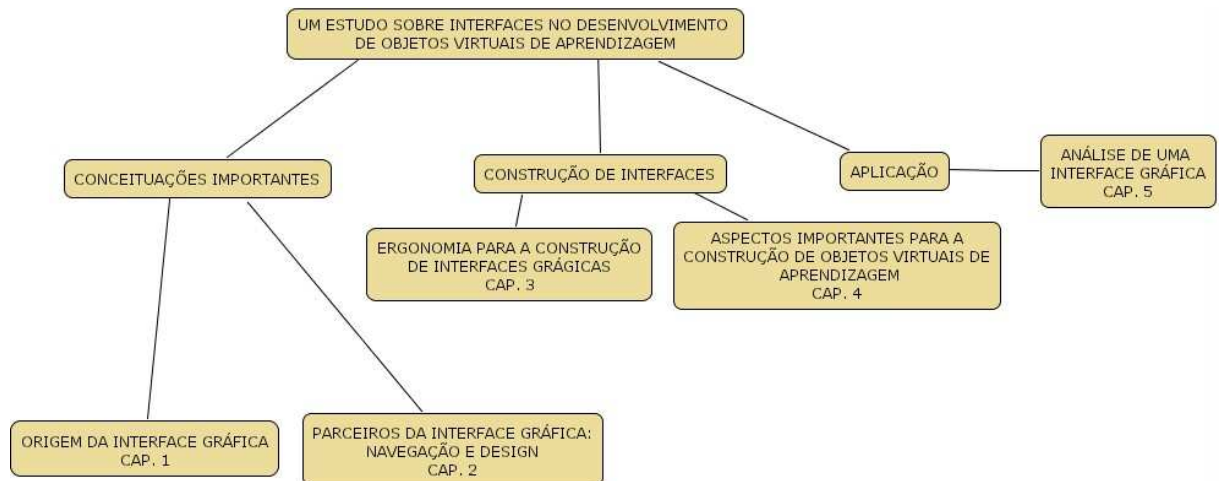 UM ESTUDO SOBRE INTERFACES NO DESENVOLVIMENTO
DE OBJETOS VIRTUAIS DE APRENDIZAGEM
CONCEITUAÇÕES IMPORTANTES
CONSTRUÇÃO DE INTERFACES
APLICAÇÃO
ANÁLISE DE UMA
INTERFACE GRÁFICA
CAP. 5
ERGONOMIA PARA A CONSTRUÇÃO
DE INTERFACES GRÁGICAS
CAP. 3
ASPECTOS IMPORTANTES PARA A
CONSTRUÇÃO DE OBJETOS VIRTUAIS DE
APRENDIZAGEM
CAP. 4
ORIGEM DA INTERFACE GRÁFICA
CAP. 1
PARCEIROS DA INTERFACE GRÁFICA:
NAVEGAÇÃO E DESIGN
CAP. 2